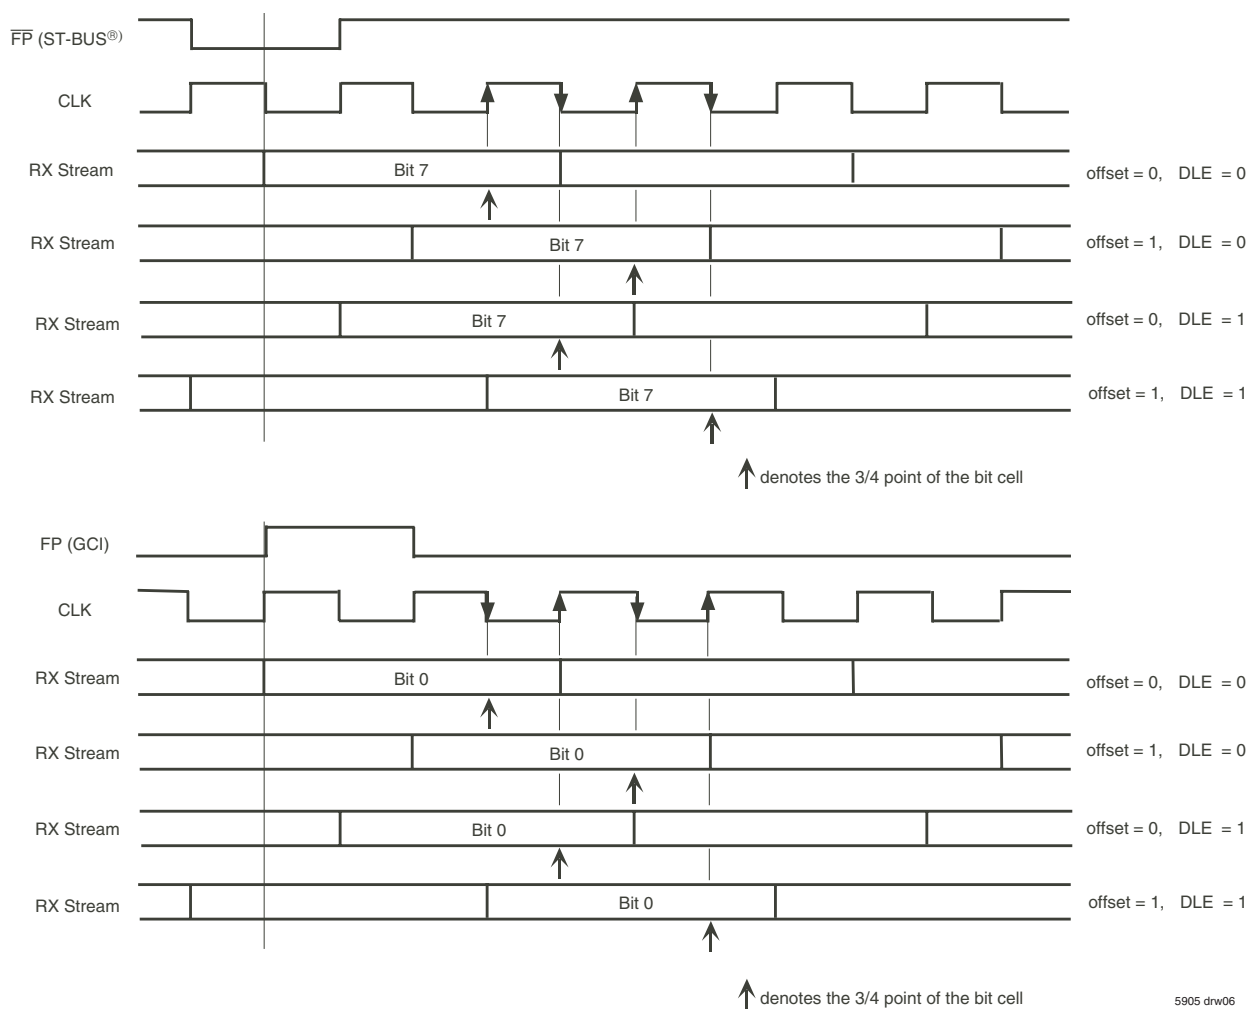 FP (ST-BUS®)
CLK
RX Stream Bit 7 offset = 0, DLE = 0
RX Stream Bit 7 offset = 1, DLE = 0
RX Stream Bit 7 offset = 0, DLE = 1
RX Stream Bit 7 offset = 1, DLE = 1
denotes the 3/4 point of the bit cell
FP (GCI)
CLK
RX Stream Bit 0 offset = 0, DLE = 0
RX Stream Bit 0 offset = 1, DLE = 0
RX Stream Bit 0 offset = 0, DLE = 1
RX Stream Bit 0 offset = 1, DLE = 1
denotes the 3/4 point of the bit cell
5905 drw06